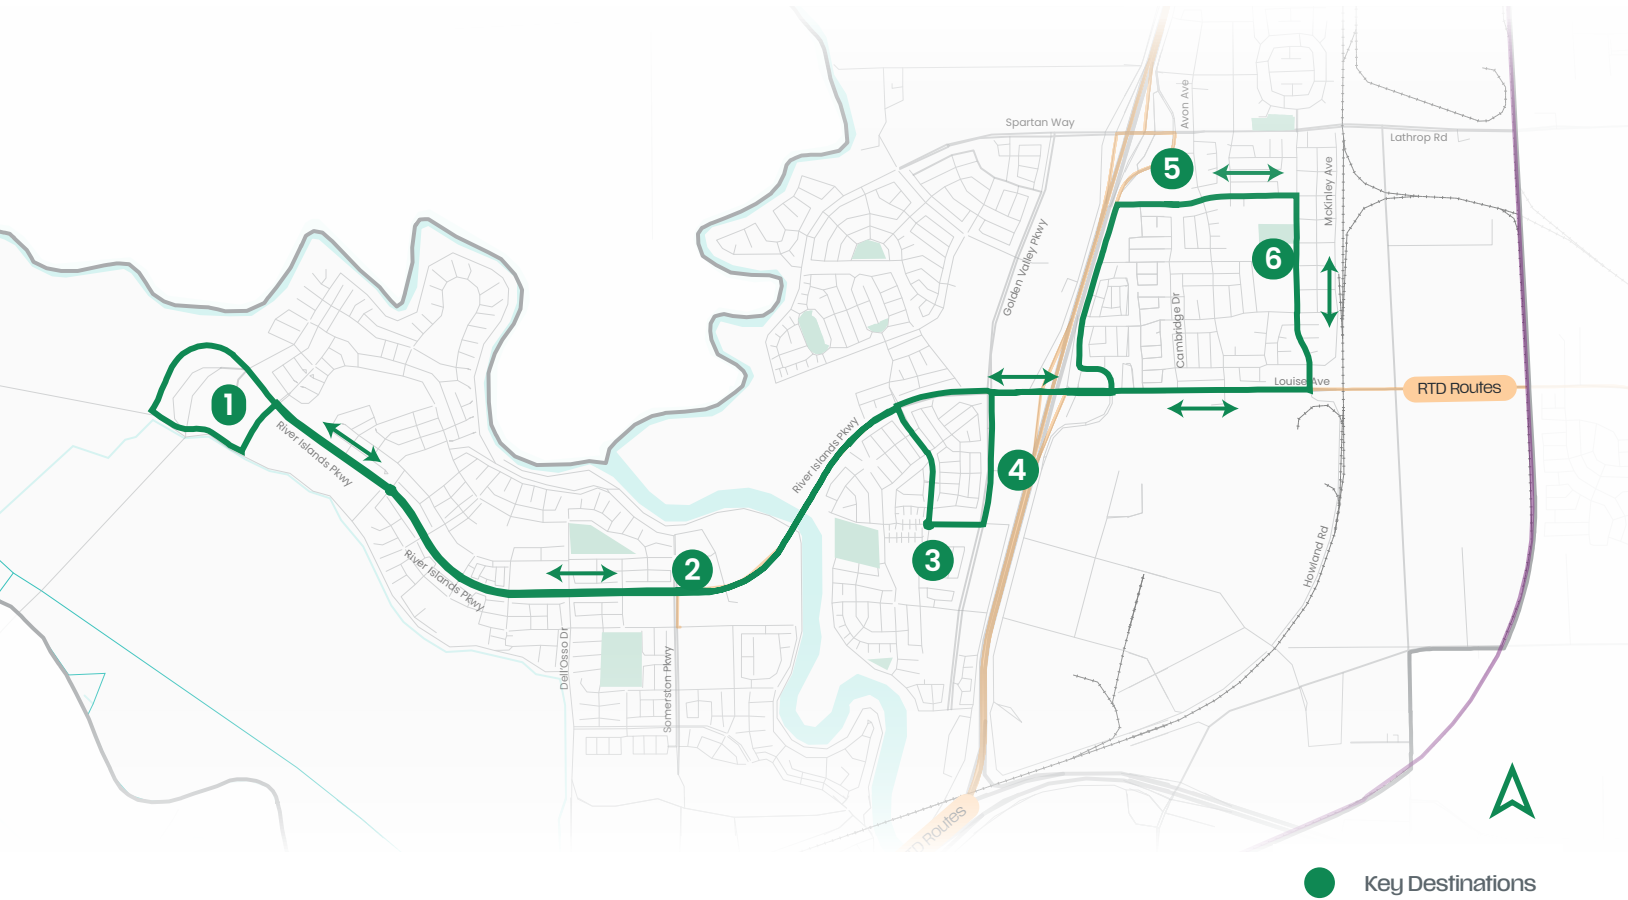 Avon Ave
Spartan Way
Lathrop Rd
5
McKinley Ave
Golden Valley Pkwy
6
Cambridge Dr
Louise Ave
RTD Routes
1
River Islands Pkwy
River Islands Pkwy
4
3
2
River Islands Pkwy
Howland Rd
Dell'Osso Dr
Somerston Pkwy
Routes
Key Destinations